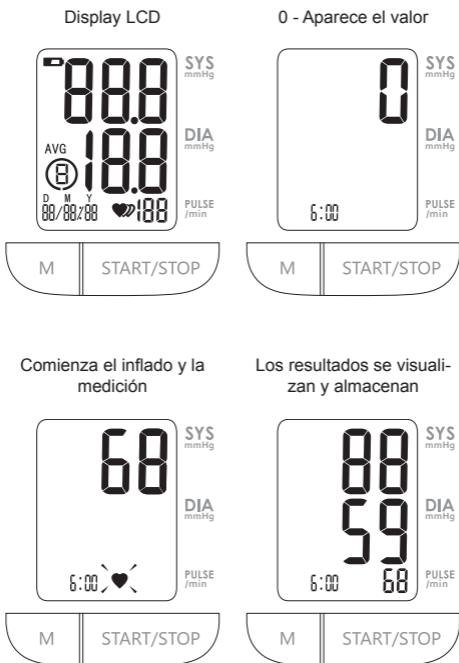 Display LCD
88.8
SYS
mmHg
18.8
DIA
mmHg
AVG
8
D M Y
88/88/88
188
PULSE
/min
M
START/STOP
0 - Aparece el valor
0
SYS
mmHg
DIA
mmHg
6:00
PULSE
/min
M
START/STOP
Comienza el inflado y la
medición
68
SYS
mmHg
DIA
mmHg
6:00
PULSE
/min
M
START/STOP
Los resultados se visuali-
zan y almacenan
88
SYS
mmHg
59
DIA
mmHg
6:00
68
PULSE
/min
M
START/STOP